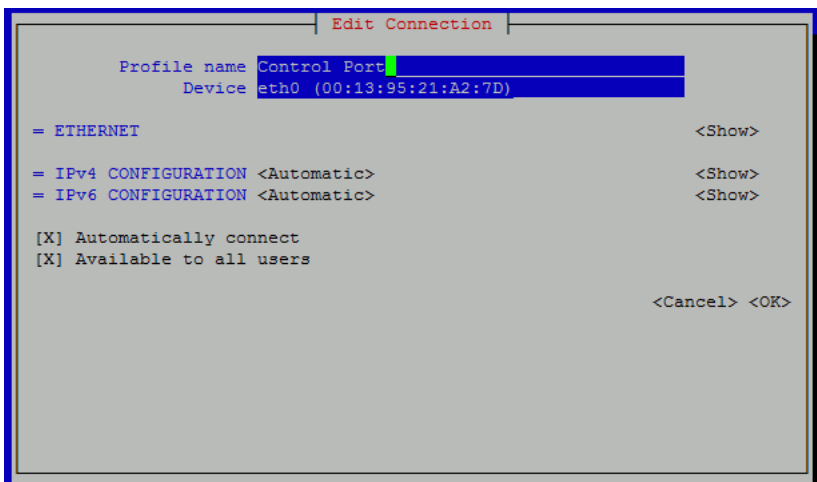 Edit Connection
Profile name Control Port
Device eth0 (00:13:95:21:A2:7D)
= ETHERNET <Show>
= IPv4 CONFIGURATION <Automatic> <Show>
= IPv6 CONFIGURATION <Automatic> <Show>
[X] Automatically connect
[X] Available to all users
<Cancel> <OK>